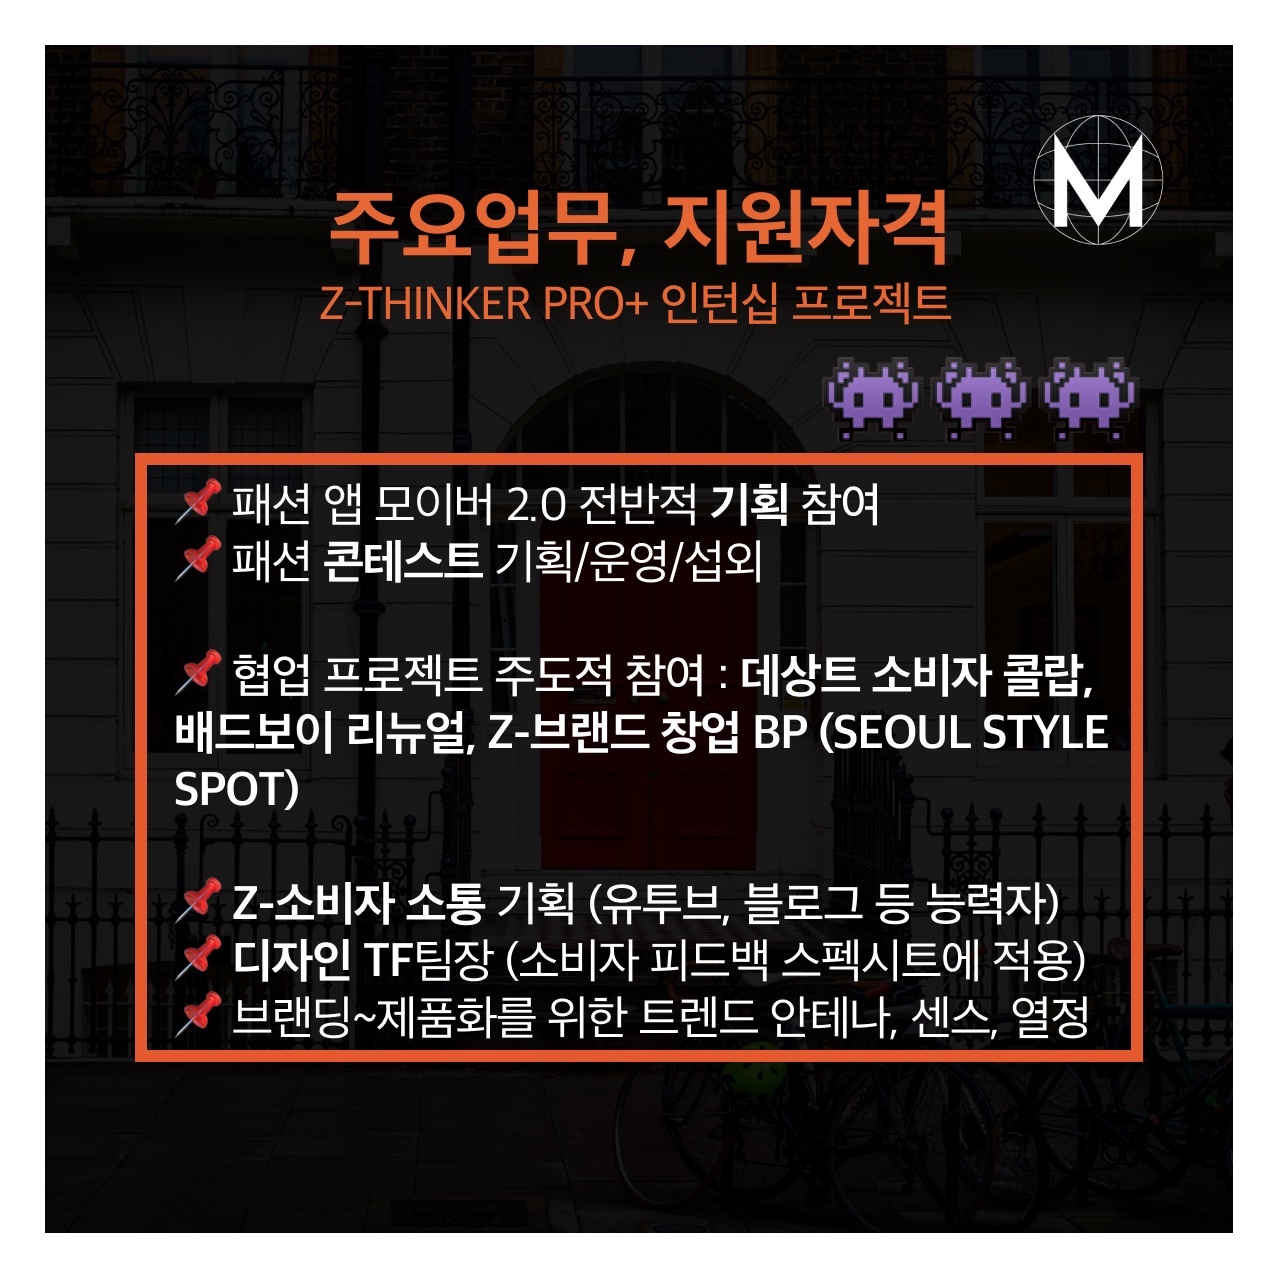 M
주요업무, 지원자격
Z-THINKER PRO+ 인턴십 프로젝트
패션 앱 모이버 2.0 전반적 기획 참여
패션 콘테스트 기획/운영/섭외
협업 프로젝트 주도적 참여 : 데상트 소비자 콜랍,
배드보이 리뉴얼, Z-브랜드 창업 BP (SEOUL STYLE
SPOT)
Z-소비자 소통 기획 (유투브, 블로그 등 능력자)
디자인 TF팀장 (소비자 피드백 스펙시트에 적용)
브랜딩~제품화를 위한 트렌드 안테나, 센스, 열정